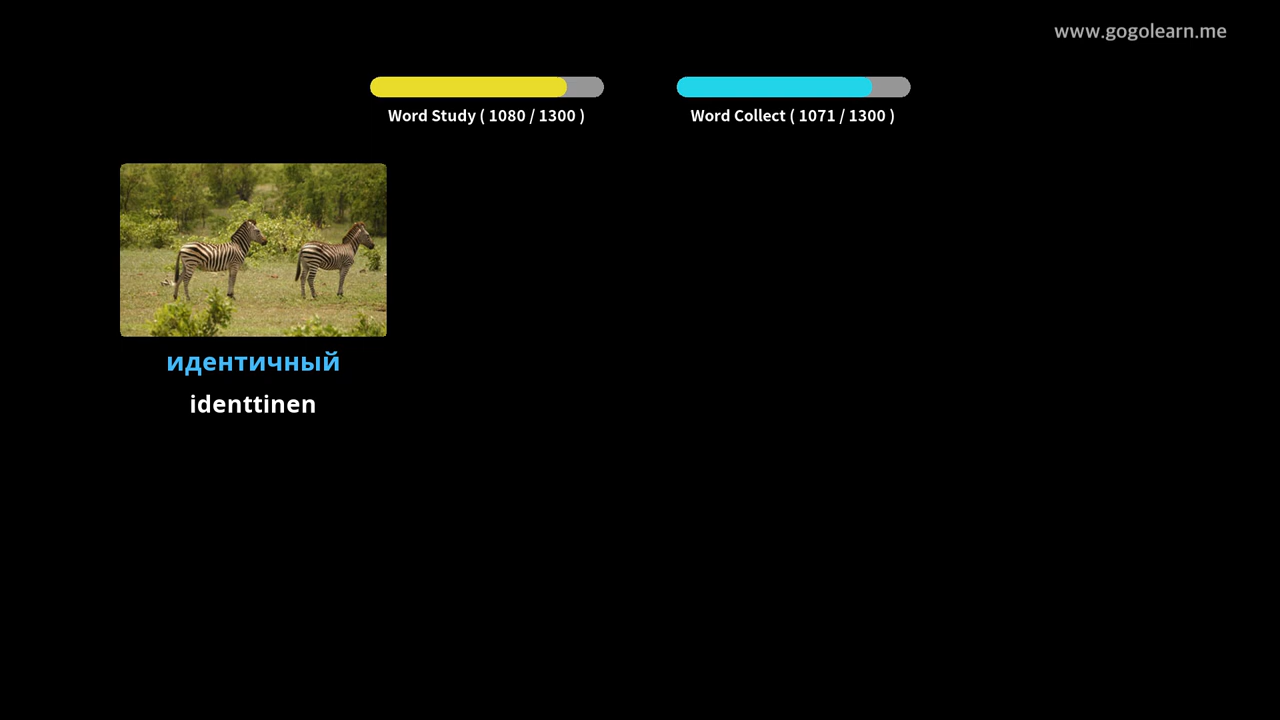 www.gogolearn.me
Word Study ( 1080 / 1300 )
Word Collect ( 1071 / 1300 )
идентичный
identtinen